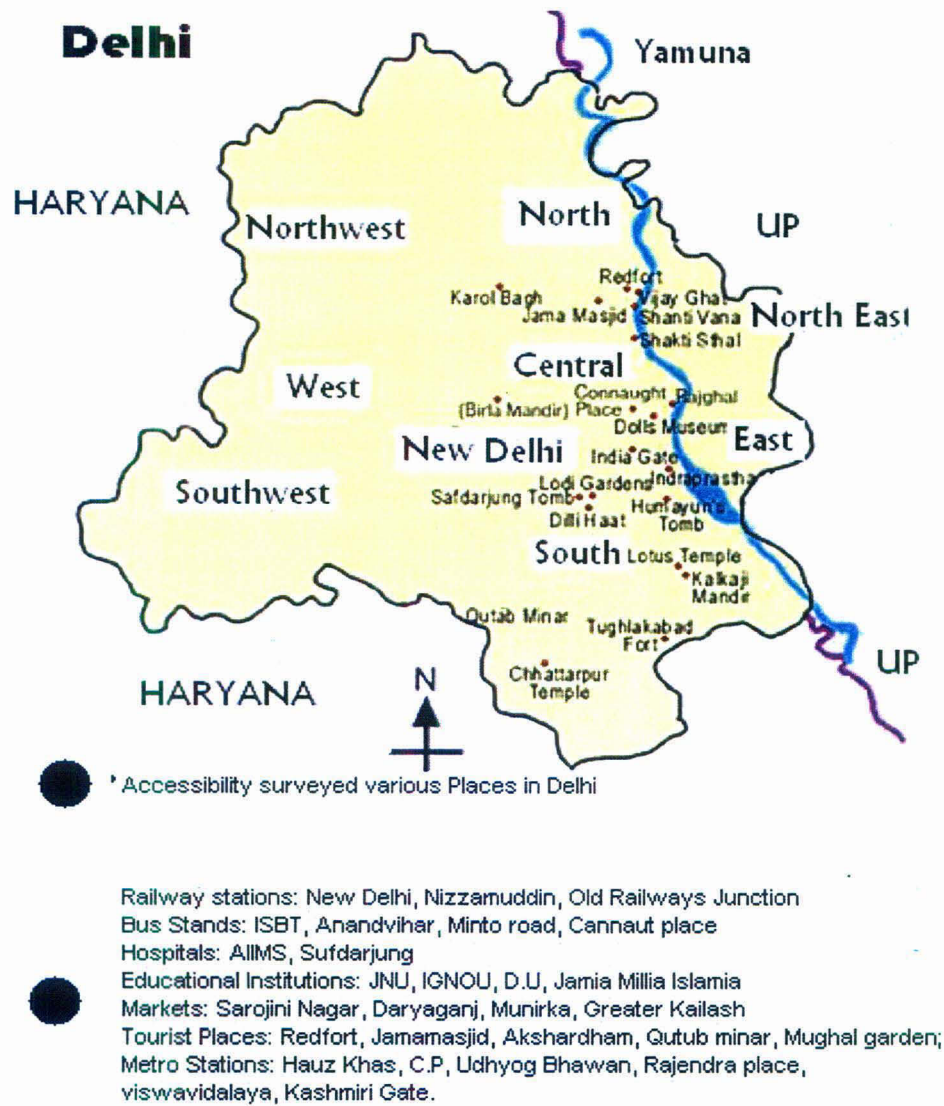 Delhi
Yamuna
HARYANA
Northwest
North
UP
Redfort
Karol Bagh
Vijay Ghat
Jama Masjid
Shanti Vana
North East
Shakti Sthal
Central
West
Connaught
Rajghal
(Birla Mandir) Place
Dolls Museum
East
New Delhi
India Gate
Southwest
Lodi Gardens
Indraprastha
Safdarjung Tomb
Humayun's
Tomb
Dilli Haat
South
Lotus Temple
Kalkaji
Mandir
Qutab Minar
Tughlakabad
Fort
UP
HARYANA
N
Chhattarpur
Temple
Accessibility surveyed various Places in Delhi
Railway stations: New Delhi, Nizzamuddin, Old Railways Junction
Bus Stands: ISBT, Anandvihar, Minto road, Cannaut place
Hospitals: AIIMS, Sufdarjung
Educational Institutions: JNU, IGNOU, D.U, Jamia Millia Islamia
Markets: Sarojini Nagar, Daryaganj, Munirka, Greater Kailash
Tourist Places: Redfort, Jamamasjid, Akshardham, Qutub minar, Mughal garden;
Metro Stations: Hauz Khas, C.P, Udhyog Bhawan, Rajendra place,
viswavidalaya, Kashmiri Gate.